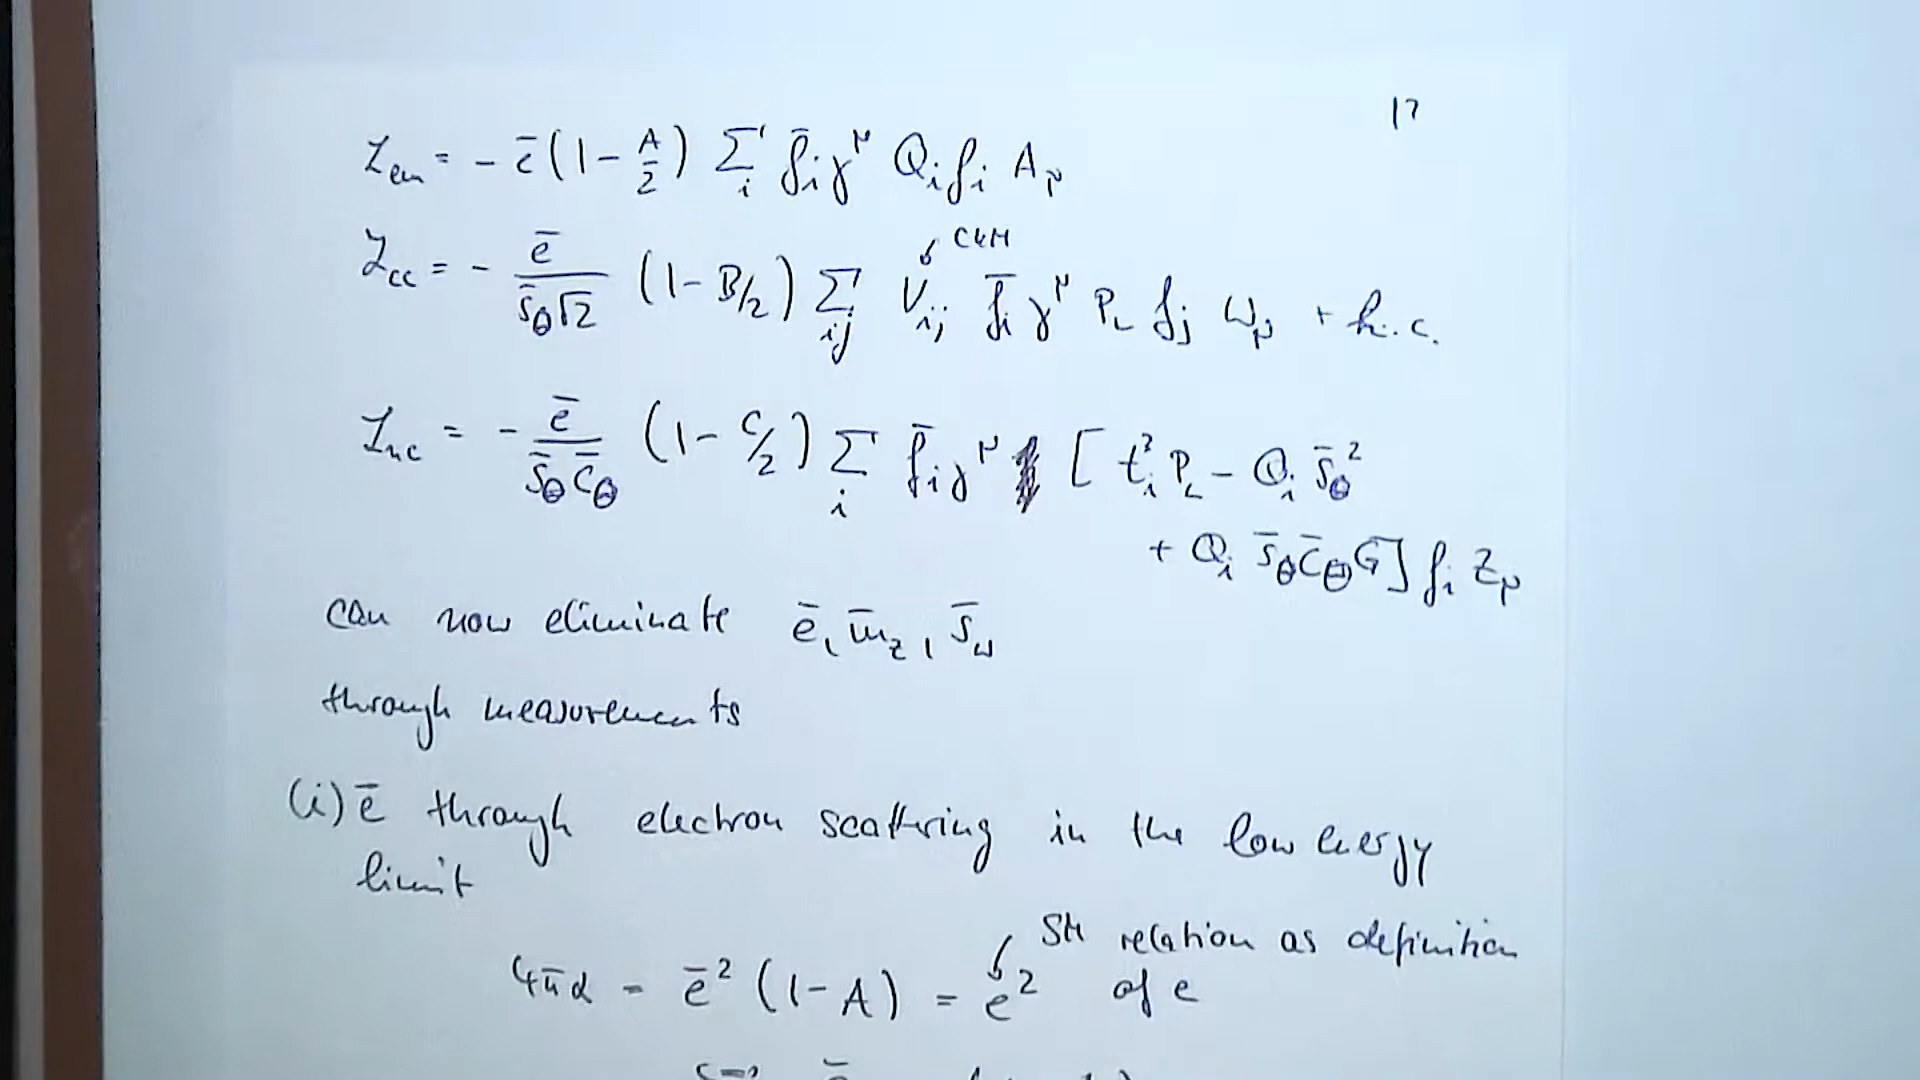 17
L_em = - ē (1 - A/2) Σ_i f̄_i γ^μ Q_i f_i A_μ
CKM
L_cc = - ē/(s̄_θ √2) (1 - B/2) Σ_ij V_ij f̄_i γ^μ P_L f_j W_μ + h.c.
L_nc = - ē/(s̄_θ c̄_θ) (1 - C/2) Σ_i f̄_i γ^μ [ t_i^3 P_L - Q_i s̄_θ^2
+ Q_i s̄_θ c̄_θ G ] f_i Z_μ
can now eliminate ē, m̄_z, s̄_w
through measurements
(i) ē through electron scattering in the low energy
limit
SM relation as definition
4πα = ē^2 (1 - A) = e^2 of e